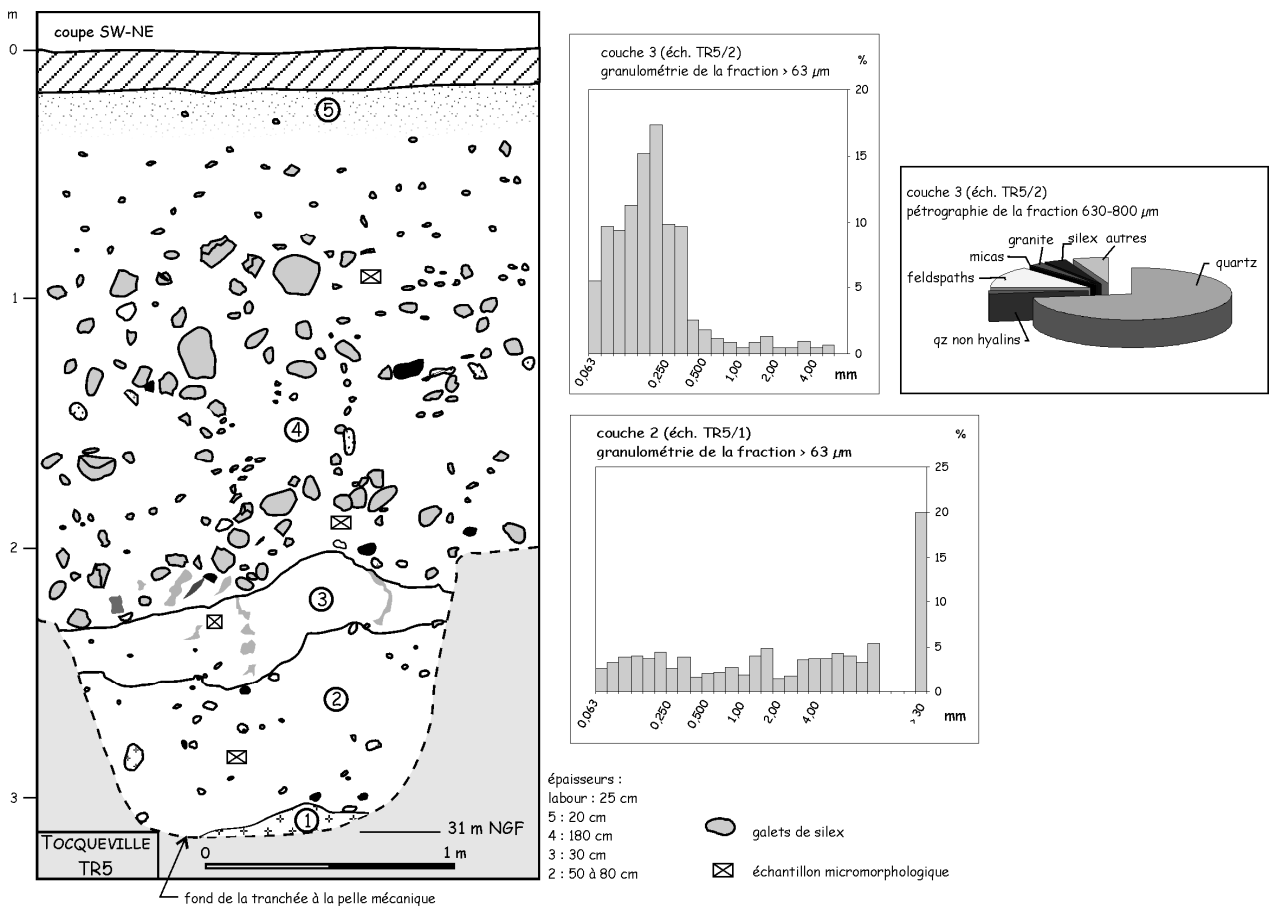 m
coupe SW-NE
0
1
2
3
5
4
3
2
1
TOCQUEVILLE
TR5
31 m NGF
0
1 m
fond de la tranchée à la pelle mécanique
couche 3 (éch. TR5/2)
granulométrie de la fraction > 63 µm
%
20
15
10
5
0
0,063
0,250
0,500
1,00
2,00
4,00
mm
couche 3 (éch. TR5/2)
pétrographie de la fraction 630-800 µm
granite
silex
autres
micas
quartz
feldspaths
qz non hyalins
couche 2 (éch. TR5/1)
granulométrie de la fraction > 63 µm
%
25
20
15
10
5
0
0,063
0,250
0,500
1,00
2,00
4,00
> 30
mm
épaisseurs :
labour : 25 cm
5 : 20 cm
4 : 180 cm
3 : 30 cm
2 : 50 à 80 cm
galets de silex
échantillon micromorphologique